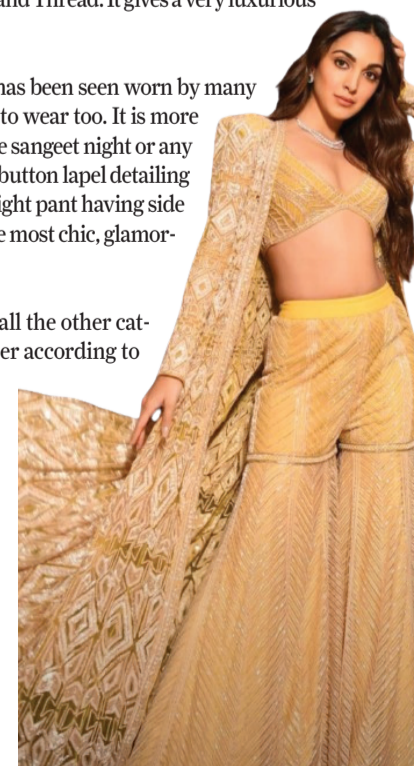 and Thread. It gives a very luxurious
has been seen worn by many
to wear too. It is more
e sangeet night or any
button lapel detailing
ight pant having side
e most chic, glamor-
all the other cat-
er according to